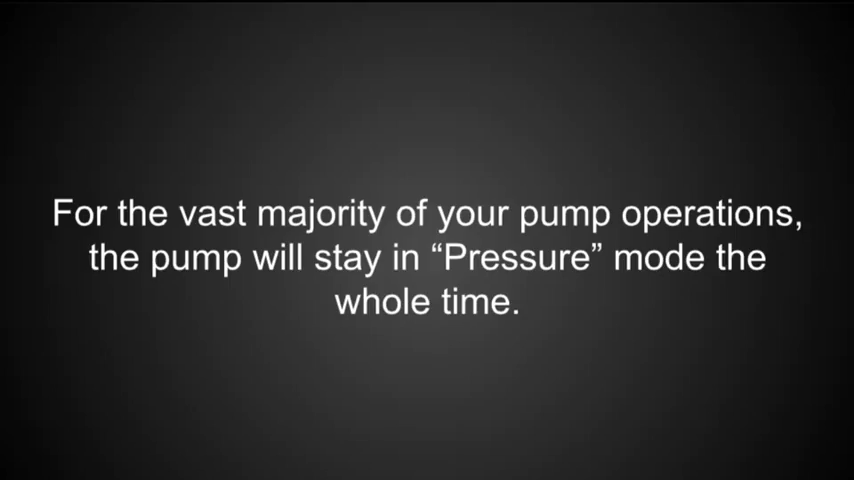 For the vast majority of your pump operations,
the pump will stay in “Pressure” mode the
whole time.